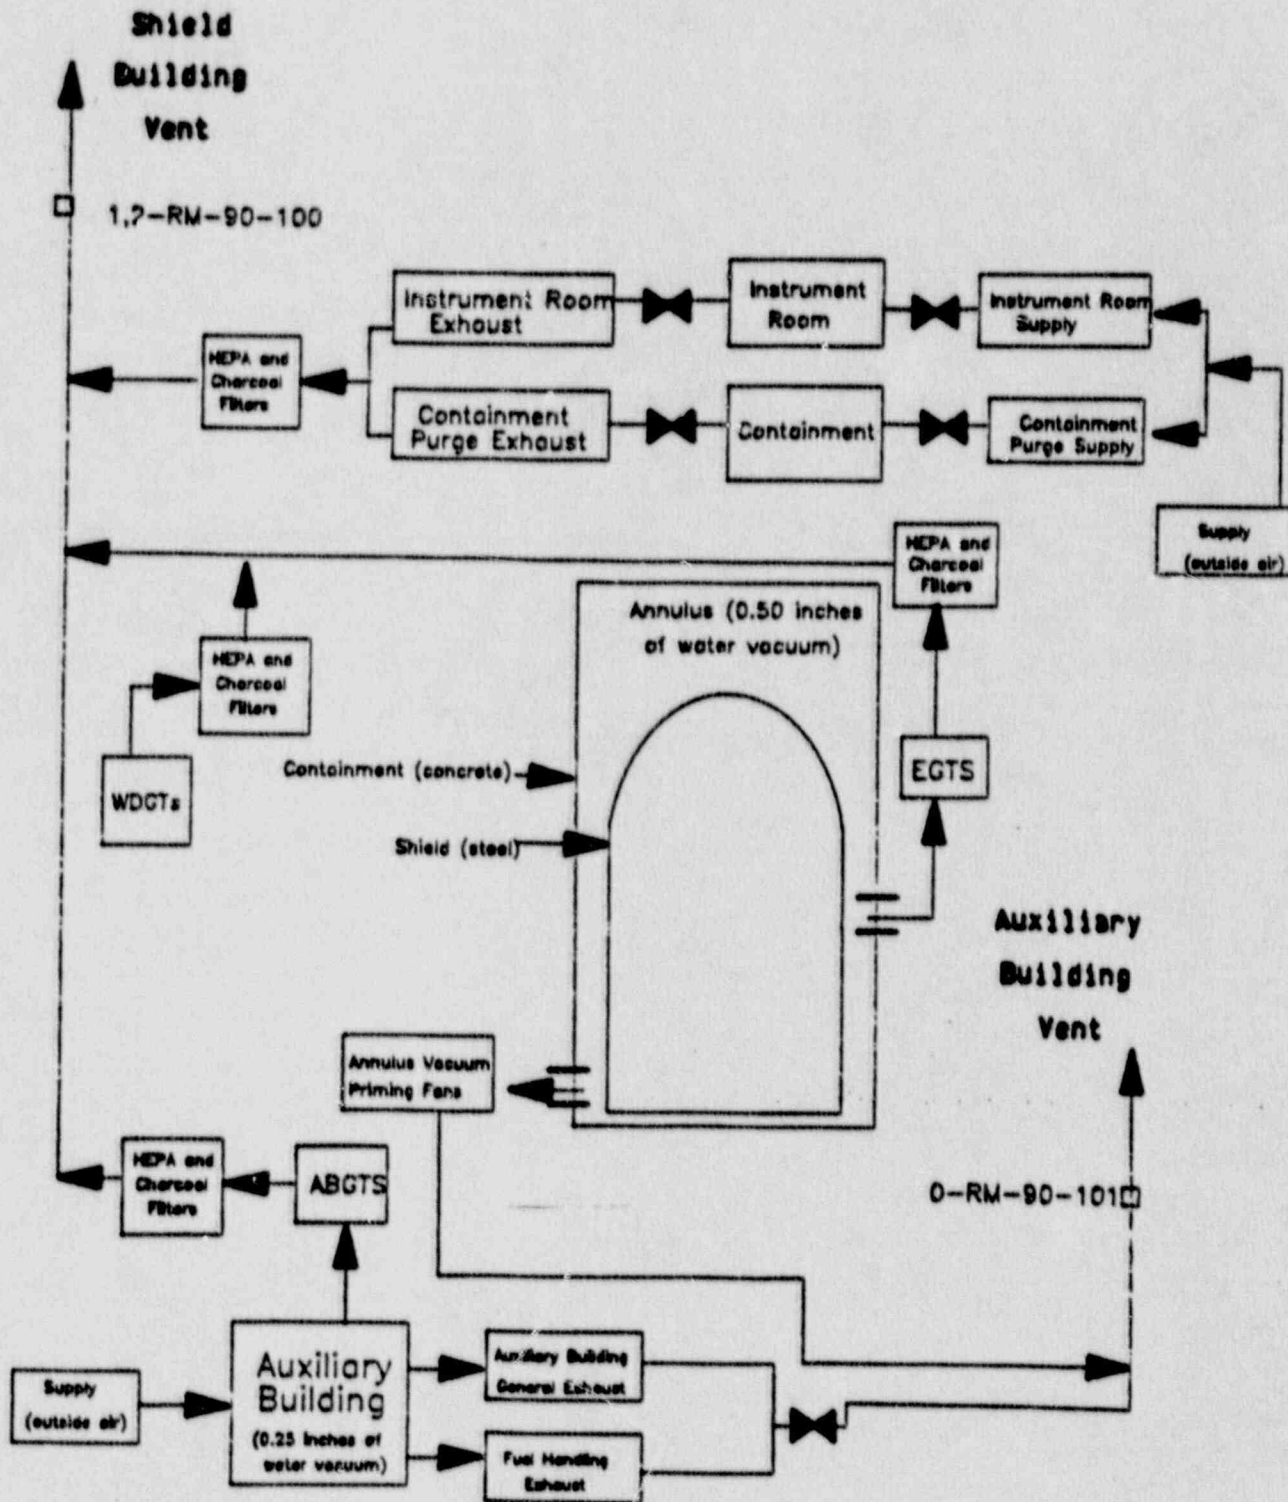 Shield
Building
Vent
1,2-RM-90-100
Instrument Room
Exhaust
Instrument
Room
Instrument Room
Supply
HEPA and
Charcoal
Filters
Containment
Purge Exhaust
Containment
Containment
Purge Supply
Supply
(outside air)
HEPA and
Charcoal
Filters
Annulus (0.50 inches
of water vacuum)
HEPA and
Charcoal
Filters
WDGTs
Containment (concrete)
EGTS
Shield (steel)
Auxiliary
Building
Vent
Annulus Vacuum
Priming Fans
HEPA and
Charcoal
Filters
ABGTS
0-RM-90-101
Auxiliary
Building
(0.25 inches of
water vacuum)
Auxiliary Building
General Exhaust
Supply
(outside air)
Fuel Handling
Exhaust